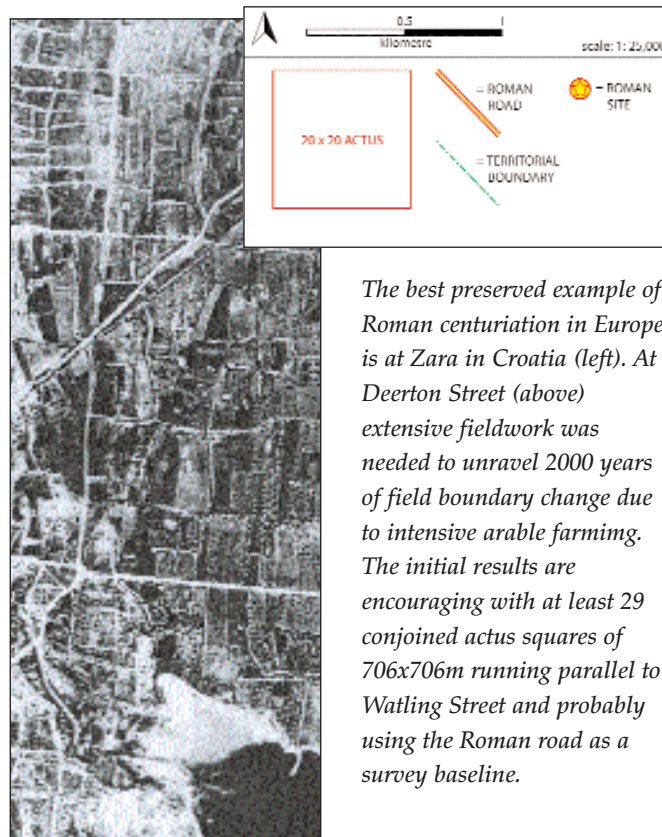 0.5 1
kilometre
scale: 1: 25,000
20 x 20 ACTUS
= ROMAN
ROAD
= ROMAN
SITE
= TERRITORIAL
BOUNDARY
The best preserved example of
Roman centuriation in Europe
is at Zara in Croatia (left). At
Deerton Street (above)
extensive fieldwork was
needed to unravel 2000 years
of field boundary change due
to intensive arable farmimg.
The initial results are
encouraging with at least 29
conjoined actus squares of
706x706m running parallel to
Watling Street and probably
using the Roman road as a
survey baseline.